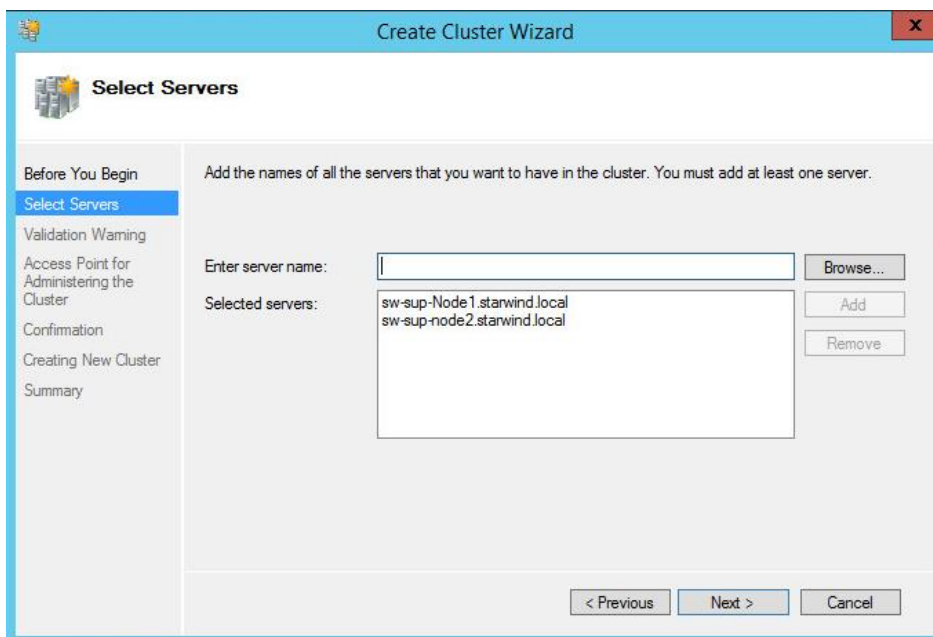 Create Cluster Wizard
x
Select Servers
Before You Begin
Select Servers
Validation Warning
Access Point for
Administering the
Cluster
Confirmation
Creating New Cluster
Summary
Add the names of all the servers that you want to have in the cluster. You must add at least one server.
Enter server name:
Browse...
Selected servers:
sw-sup-Node1.starwind.local
sw-sup-node2.starwind.local
Add
Remove
< Previous
Next >
Cancel